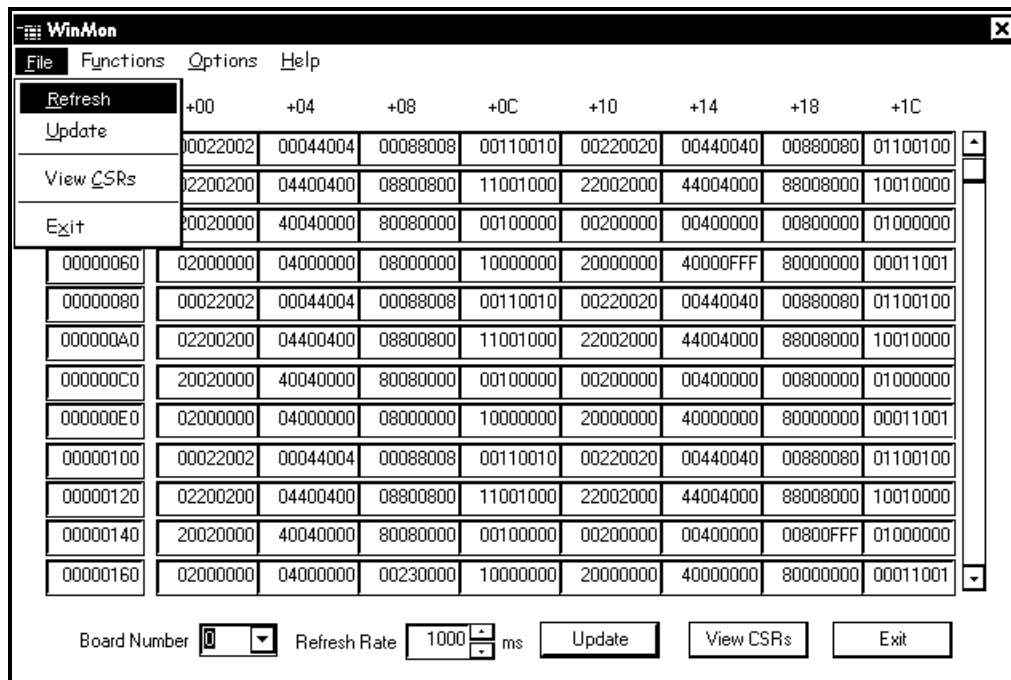 WinMon
File Functions Options Help
Refresh
Update
View CSRs
Exit
+00 +04 +08 +0C +10 +14 +18 +1C
00022002 00044004 00088008 00110010 00220020 00440040 00880080 01100100
02200200 04400400 08800800 11001000 22002000 44004000 88008000 10010000
20020000 40040000 80080000 00100000 00200000 00400000 00800000 01000000
00000060 02000000 04000000 08000000 10000000 20000000 40000FFF 80000000 00011001
00000080 00022002 00044004 00088008 00110010 00220020 00440040 00880080 01100100
000000A0 02200200 04400400 08800800 11001000 22002000 44004000 88008000 10010000
000000C0 20020000 40040000 80080000 00100000 00200000 00400000 00800000 01000000
000000E0 02000000 04000000 08000000 10000000 20000000 40000000 80000000 00011001
00000100 00022002 00044004 00088008 00110010 00220020 00440040 00880080 01100100
00000120 02200200 04400400 08800800 11001000 22002000 44004000 88008000 10010000
00000140 20020000 40040000 80080000 00100000 00200000 00400000 00800FFF 01000000
00000160 02000000 04000000 00230000 10000000 20000000 40000000 80000000 00011001
Board Number 0 Refresh Rate 1000 ms Update View CSRs Exit